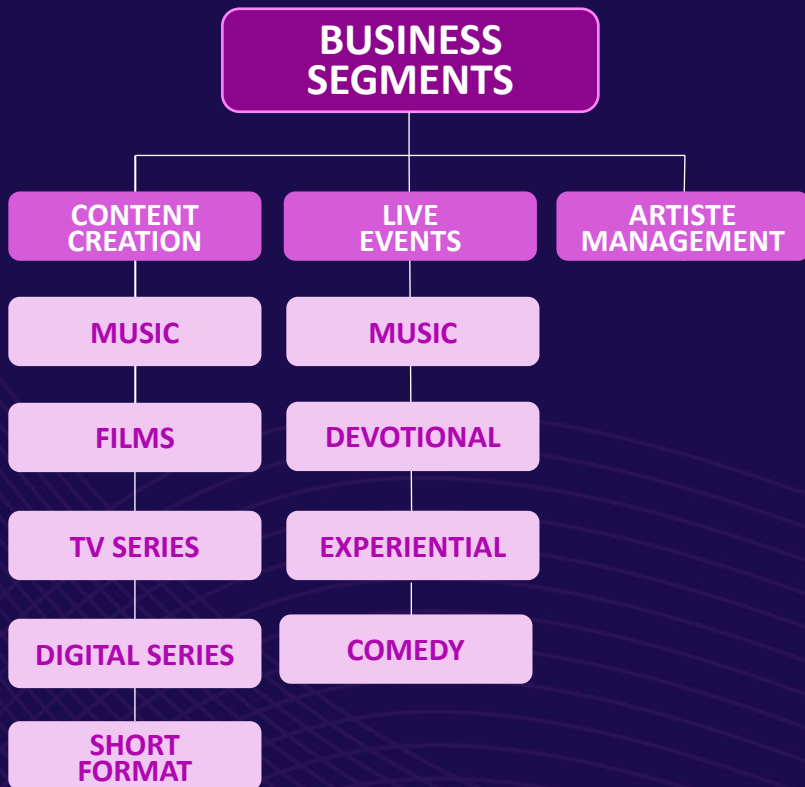 BUSINESS
SEGMENTS
CONTENT
CREATION
LIVE
EVENTS
ARTISTE
MANAGEMENT
MUSIC
MUSIC
FILMS
DEVOTIONAL
TV SERIES
EXPERIENTIAL
DIGITAL SERIES
COMEDY
SHORT
FORMAT